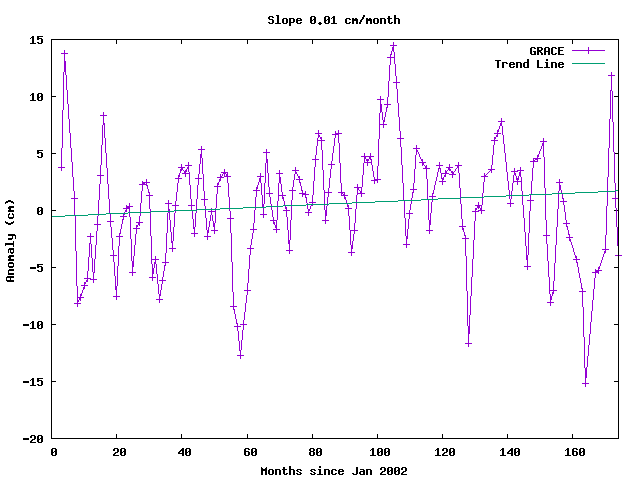 Slope 0.01 cm/month
GRACE
Trend Line
15
10
5
0
-5
-10
-15
-20
Anomaly (cm)
0 20 40 60 80 100 120 140 160
Months since Jan 2002